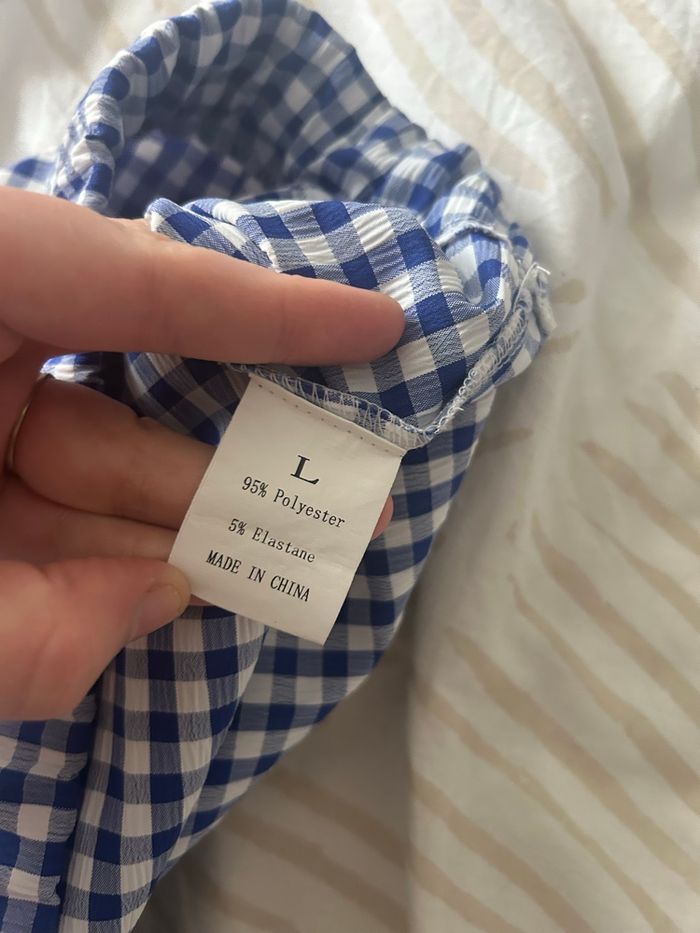 L
95% Polyester
5% Elastane
MADE IN CHINA